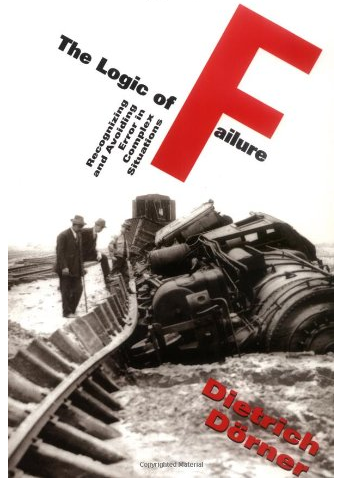 The Logic of
Failure
Recognizing
and Avoiding
Error in
Complex
Situations
Dietrich
Dörner
Copyrighted Material